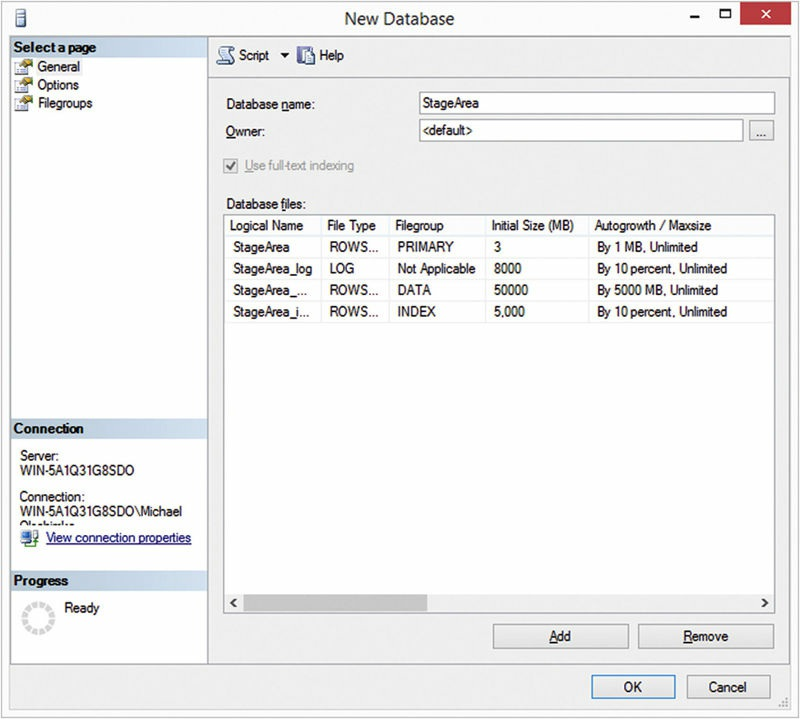 New Database
Select a page
General
Options
Filegroups
Script
Help
Database name:
StageArea
Owner:
<default>
...
Use full-text indexing
Database files:
Logical Name File Type Filegroup Initial Size (MB) Autogrowth / Maxsize
StageArea ROWS... PRIMARY 3 By 1 MB, Unlimited
StageArea_log LOG Not Applicable 8000 By 10 percent, Unlimited
StageArea_... ROWS... DATA 50000 By 5000 MB, Unlimited
StageArea_i... ROWS... INDEX 5,000 By 10 percent, Unlimited
Connection
Server:
WIN-5A1Q31G8SDO
Connection:
WIN-5A1Q31G8SDO\Michael
View connection properties
Progress
Ready
Add
Remove
OK
Cancel